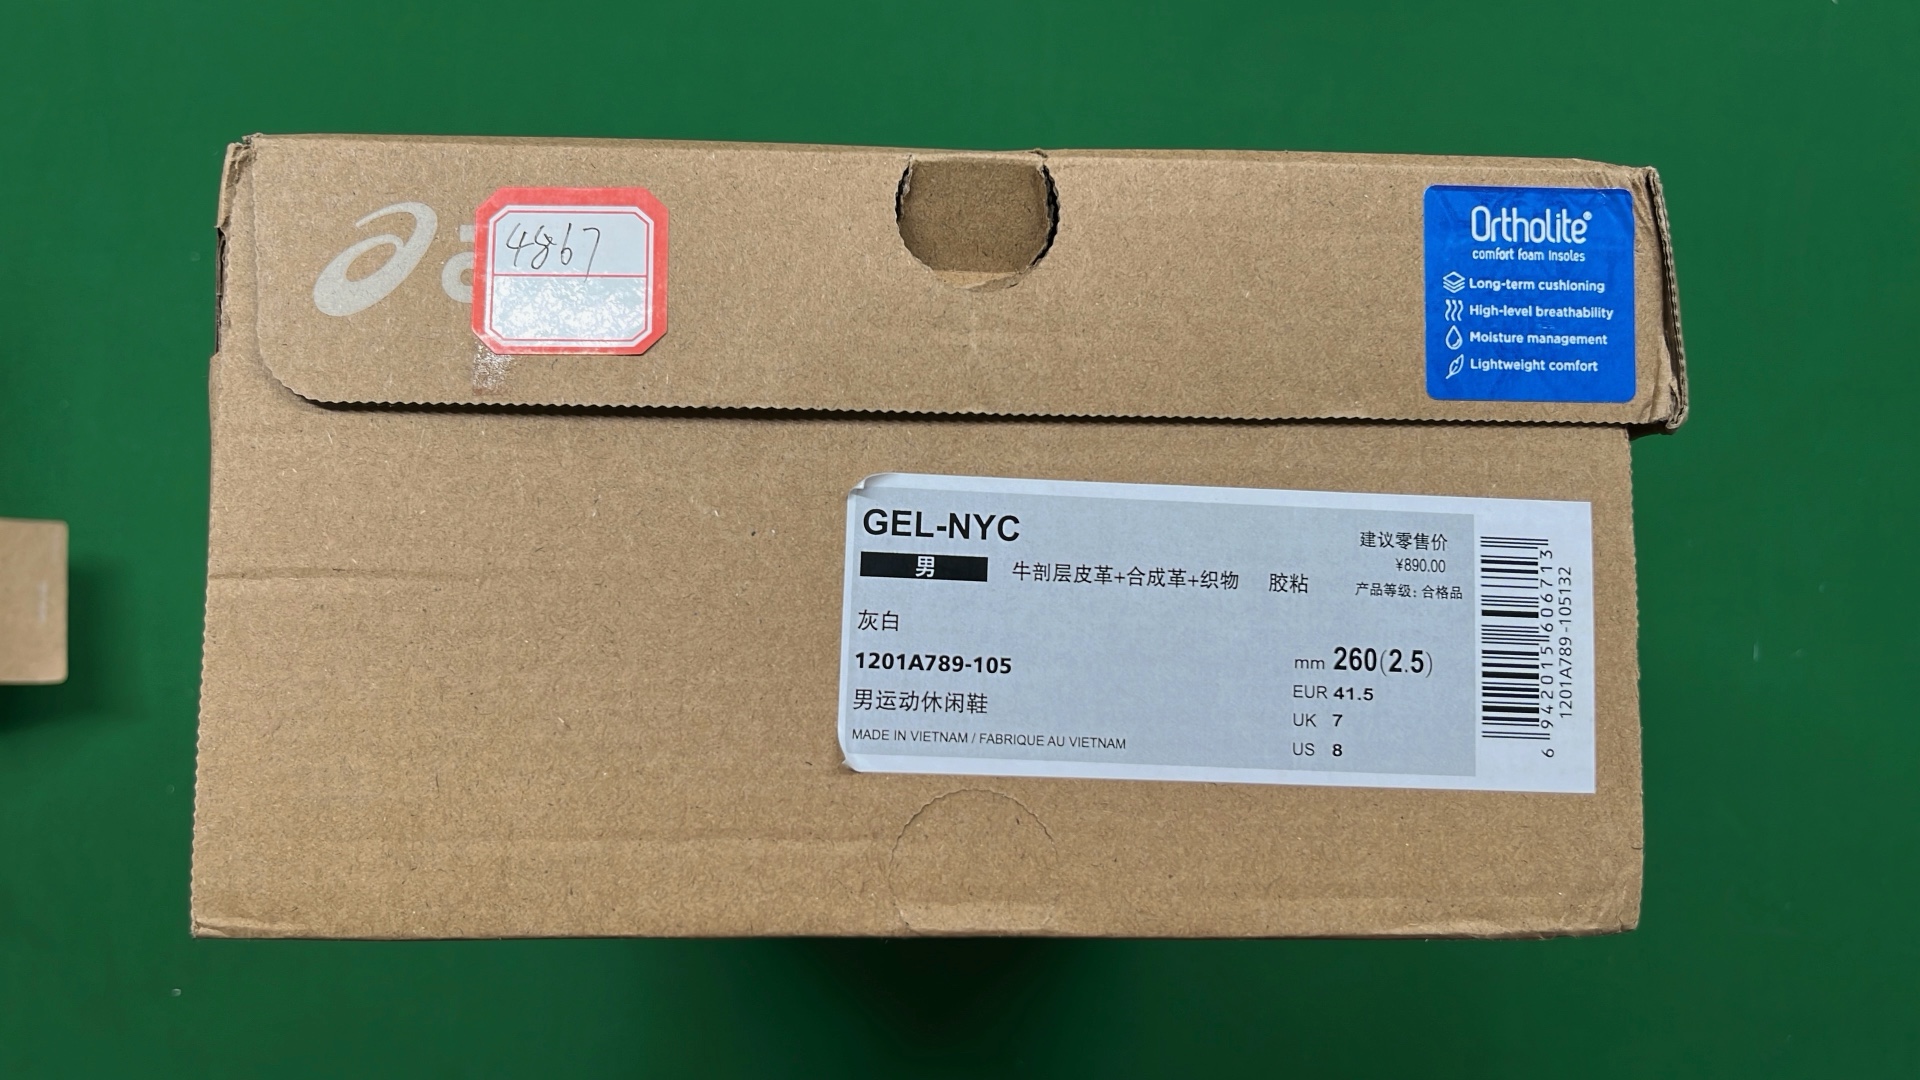 4867
Ortholite®
comfort foam insoles
Long-term cushioning
High-level breathability
Moisture management
Lightweight comfort
GEL-NYC
男
牛剖层皮革+合成革+织物 胶粘
建议零售价
¥890.00
产品等级: 合格品
灰白
1201A789-105
男运动休闲鞋
MADE IN VIETNAM / FABRIQUE AU VIETNAM
mm 260(2.5)
EUR 41.5
UK 7
US 8
6942015606713
1201A789-105132